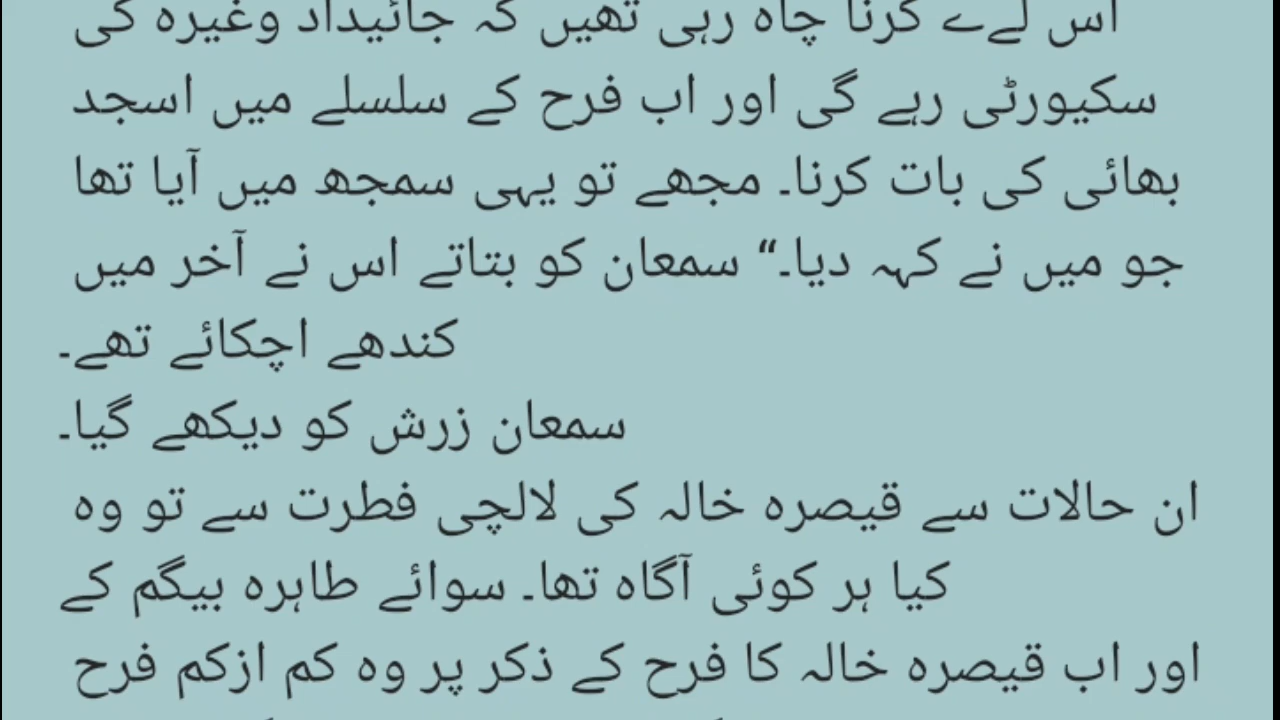 اس لےے کرنا چاہ رہی تھیں کہ جائیداد وغیرہ کی
سکیورٹی رہے گی اور اب فرح کے سلسلے میں اسجد
بھائی کی بات کرنا۔ مجھے تو یہی سمجھ میں آیا تھا
جو میں نے کہہ دیا۔“ سمعان کو بتاتے اس نے آخر میں
کندھے اچکائے تھے۔
سمعان زرش کو دیکھے گیا۔
ان حالات سے قیصرہ خالہ کی لالچی فطرت سے تو وہ
کیا ہر کوئی آگاہ تھا۔ سوائے طاہرہ بیگم کے
اور اب قیصرہ خالہ کا فرح کے ذکر پر وہ کم ازکم فرح